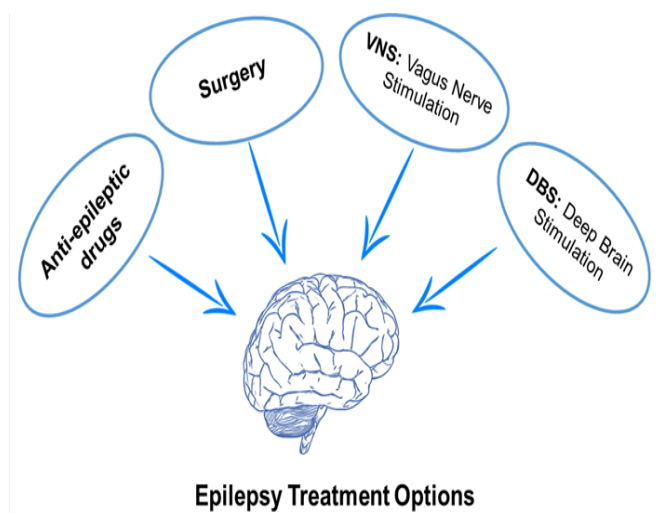 Anti-epileptic
drugs
Surgery
VNS: Vagus Nerve
Stimulation
DBS: Deep Brain
Stimulation
Epilepsy Treatment Options